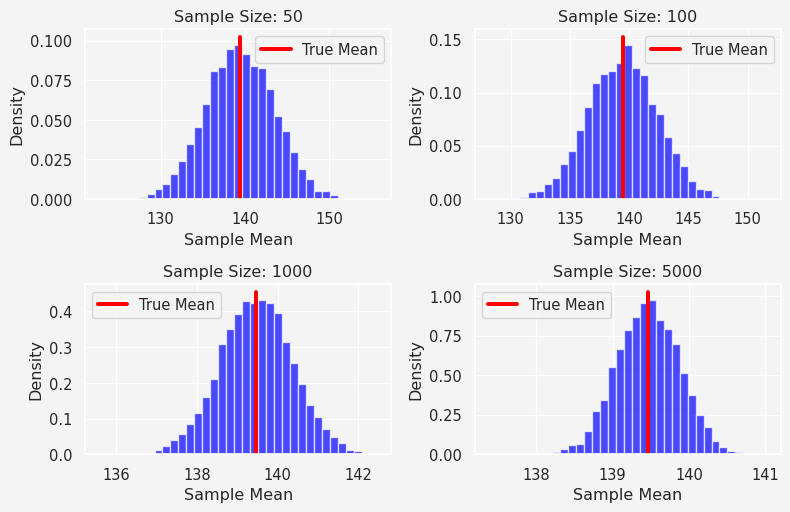 Sample Size: 50
True Mean
0.100
0.075
0.050
0.025
0.000
Density
130 140 150
Sample Mean
Sample Size: 100
True Mean
0.15
0.10
0.05
0.00
Density
130 135 140 145 150
Sample Mean
Sample Size: 1000
True Mean
0.4
0.3
0.2
0.1
0.0
Density
136 138 140 142
Sample Mean
Sample Size: 5000
True Mean
1.00
0.75
0.50
0.25
0.00
Density
138 139 140 141
Sample Mean